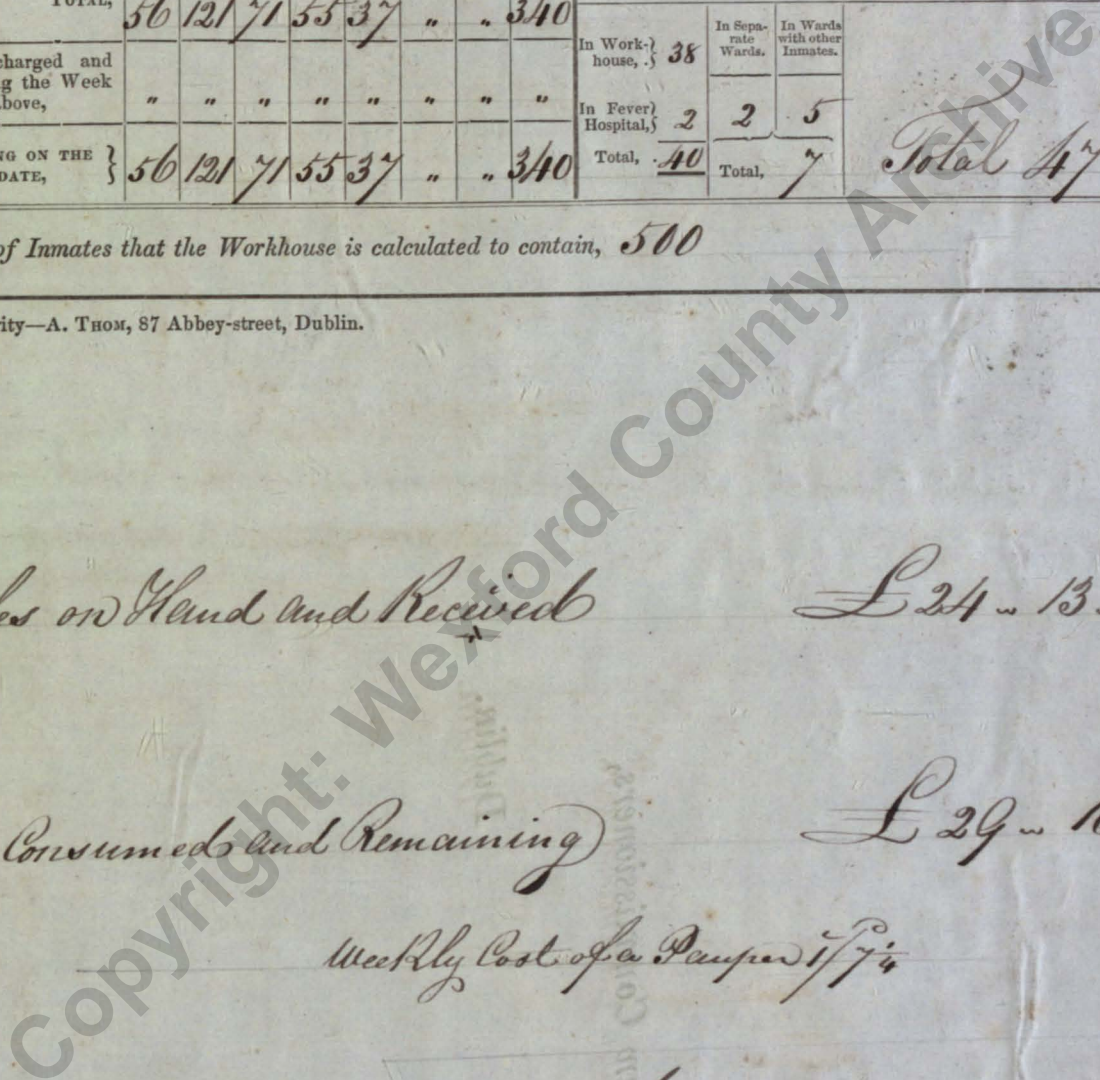 TOTAL, 56 121 71 55 37 „ „ 340
charged and
g the Week
bove, „ „ „ „ „ „ „ „
NG ON THE
DATE, } 56 121 71 55 37 „ „ 340
In Work-
house, . } 38
In Fever
Hospital, } 2
Total, . 40
In Sepa-
rate
Wards.
In Wards
with other
Inmates.
2 5
Total, 7
Total 47
of Inmates that the Workhouse is calculated to contain, 500
ity—A. THOM, 87 Abbey-street, Dublin.
les on Hand and Received £24 „ 13
Consumed and Remaining £29 „ 1
Weekly Cost of a Pauper 1/7
Copyright: Wexford County Archive